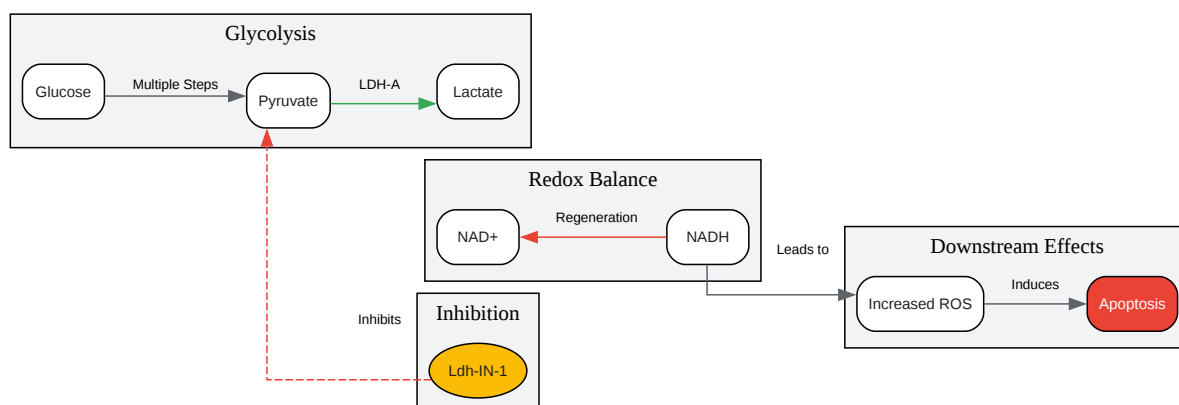 Glycolysis
Glucose
Multiple Steps
Pyruvate
LDH-A
Lactate
Redox Balance
NAD+
Regeneration
NADH
Leads to
Downstream Effects
Increased ROS
Induces
Apoptosis
Inhibits
Inhibition
Ldh-IN-1